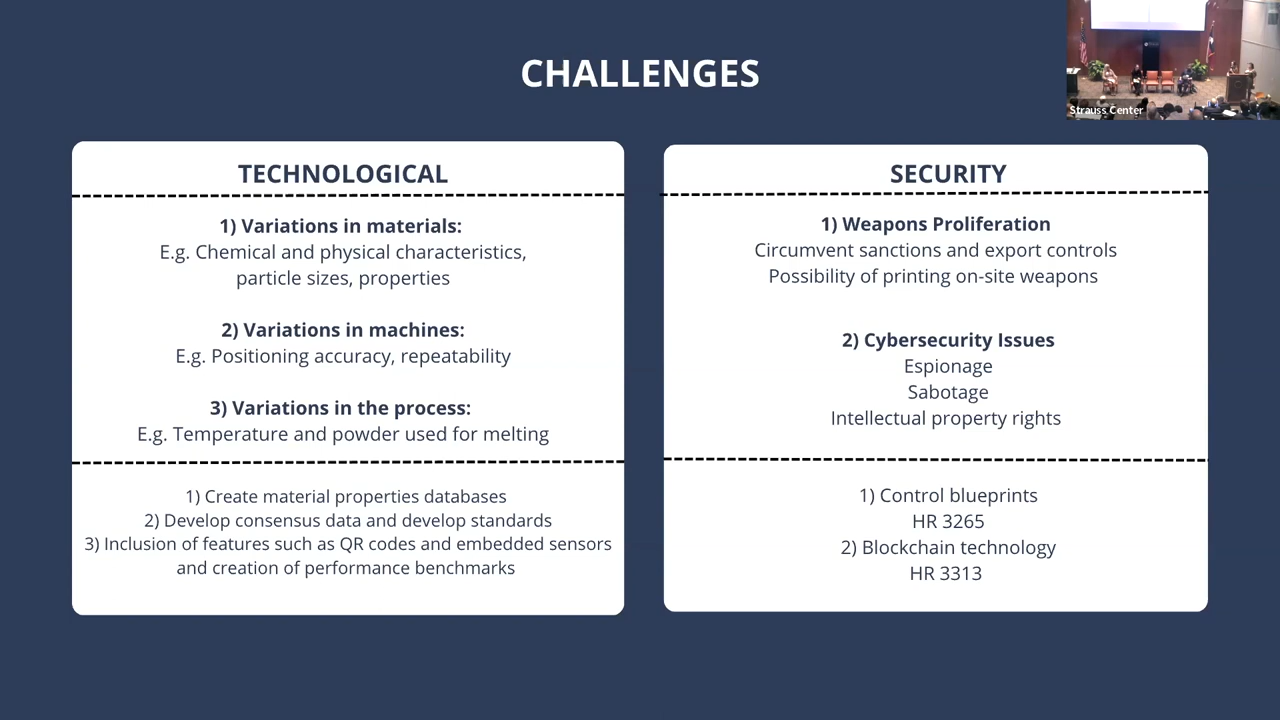 CHALLENGES
Strauss Center
TECHNOLOGICAL
1) Variations in materials:
E.g. Chemical and physical characteristics,
particle sizes, properties
2) Variations in machines:
E.g. Positioning accuracy, repeatability
3) Variations in the process:
E.g. Temperature and powder used for melting
1) Create material properties databases
2) Develop consensus data and develop standards
3) Inclusion of features such as QR codes and embedded sensors
and creation of performance benchmarks
SECURITY
1) Weapons Proliferation
Circumvent sanctions and export controls
Possibility of printing on-site weapons
2) Cybersecurity Issues
Espionage
Sabotage
Intellectual property rights
1) Control blueprints
HR 3265
2) Blockchain technology
HR 3313